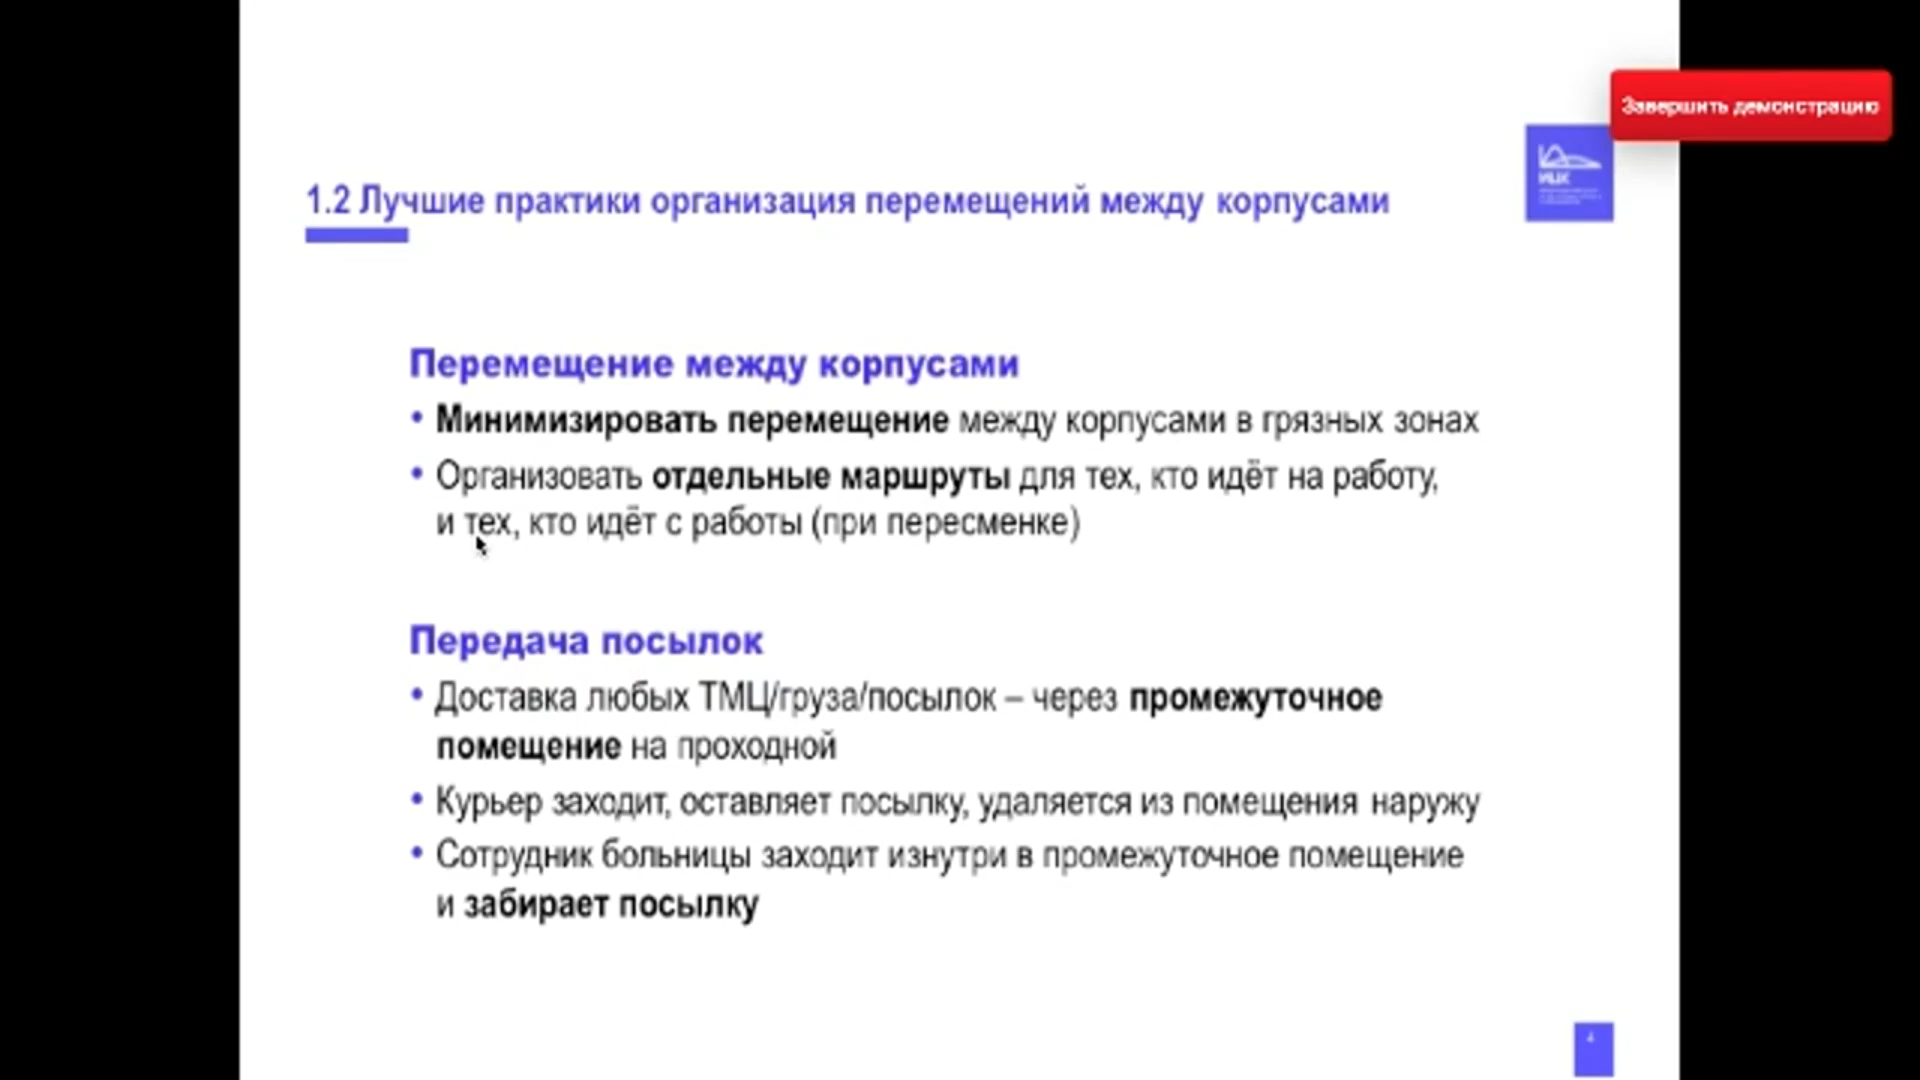 Завершить демонстрацию
ИЦК
1.2 Лучшие практики организация перемещений между корпусами
Перемещение между корпусами
• Минимизировать перемещение между корпусами в грязных зонах
• Организовать отдельные маршруты для тех, кто идёт на работу,
и тех, кто идёт с работы (при пересменке)
Передача посылок
• Доставка любых ТМЦ/груза/посылок – через промежуточное
помещение на проходной
• Курьер заходит, оставляет посылку, удаляется из помещения наружу
• Сотрудник больницы заходит изнутри в промежуточное помещение
и забирает посылку
4